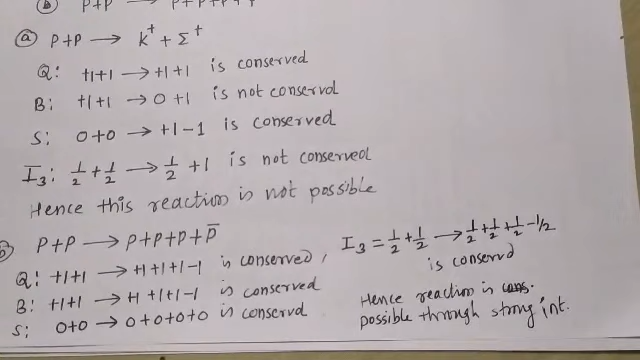 ⓑ P+P → P+P+P+P̅
ⓐ P+P → K⁺ + Σ⁺
Q: +1+1 → +1+1 is conserved
B: +1+1 → 0+1 is not conserved
S: 0+0 → +1-1 is conserved
I₃: 1/2 + 1/2 → 1/2 + 1 is not conserved
Hence this reaction is not possible
ⓑ P+P → P+P+P+P̅
Q: +1+1 → +1+1+1-1 is conserved,
B: +1+1 → +1+1+1-1 is conserved
S: 0+0 → 0+0+0+0 is conservd
I₃ = 1/2 + 1/2 → 1/2 + 1/2 + 1/2 - 1/2
is conservd
Hence reaction is
possible through strong int.